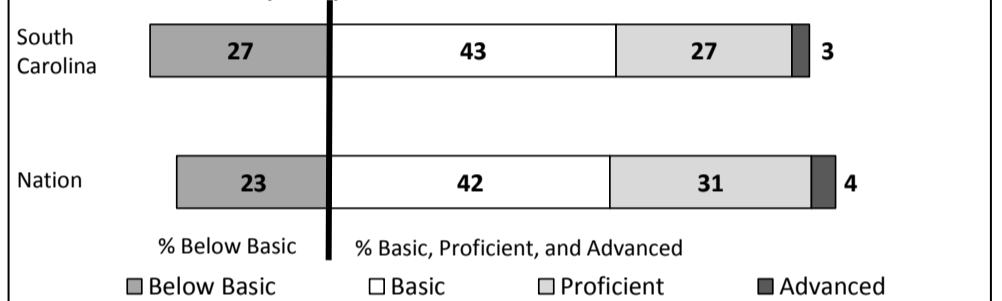 South
Carolina
27 43 27 3
Nation
23 42 31 4
% Below Basic % Basic, Proficient, and Advanced
Below Basic Basic Proficient Advanced